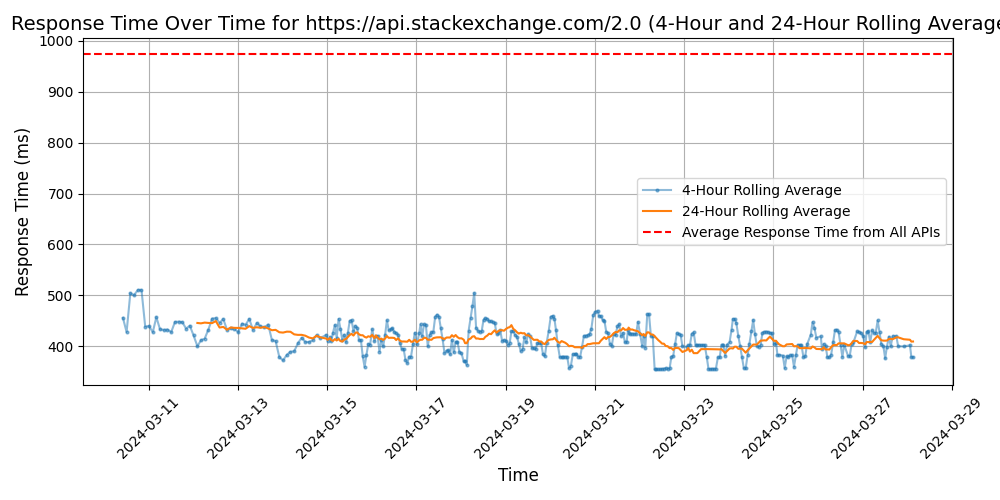 Response Time Over Time for https://api.stackexchange.com/2.0 (4-Hour and 24-Hour Rolling Average
Response Time (ms)
1000
900
800
700
600
500
400
4-Hour Rolling Average
24-Hour Rolling Average
Average Response Time from All APIs
2024-03-11
2024-03-13
2024-03-15
2024-03-17
2024-03-19
2024-03-21
2024-03-23
2024-03-25
2024-03-27
2024-03-29
Time